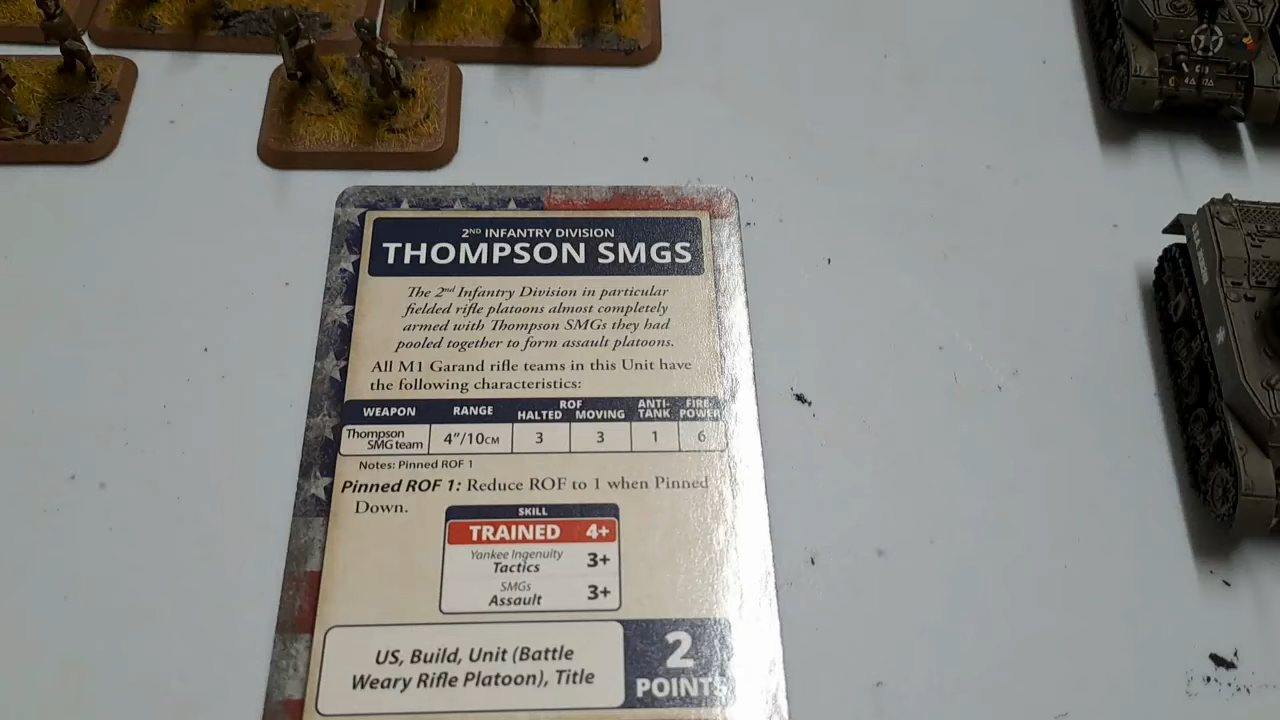 2ND INFANTRY DIVISION
THOMPSON SMGS
The 2nd Infantry Division in particular
fielded rifle platoons almost completely
armed with Thompson SMGs they had
pooled together to form assault platoons.
All M1 Garand rifle teams in this Unit have
the following characteristics:
WEAPON RANGE ROF HALTED MOVING ANTI-TANK FIRE-POWER
Thompson SMG team 4"/10CM 3 3 1 6
Notes: Pinned ROF 1
Pinned ROF 1: Reduce ROF to 1 when Pinned
Down.
SKILL
TRAINED 4+
Yankee Ingenuity
Tactics 3+
SMGs
Assault 3+
US, Build, Unit (Battle
Weary Rifle Platoon), Title
2
POINTS